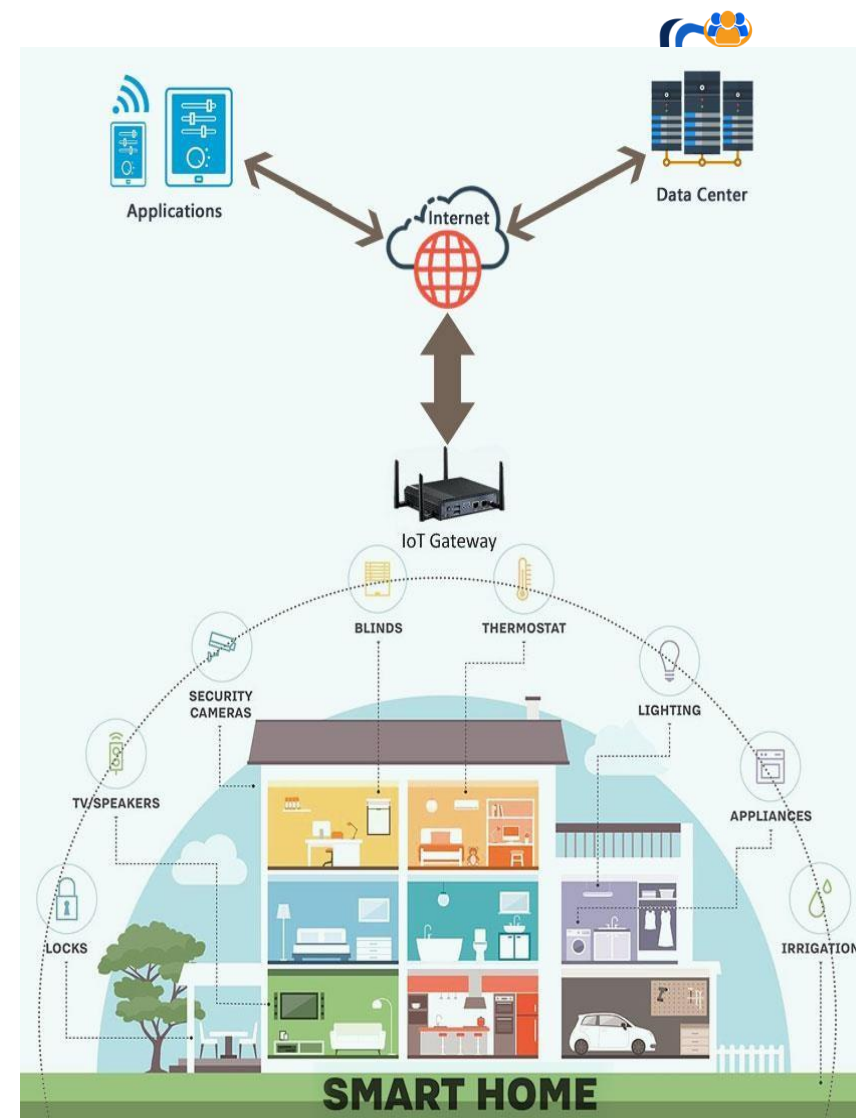 Applications
Internet
Data Center
IoT Gateway
BLINDS
THERMOSTAT
SECURITY
CAMERAS
LIGHTING
TV/SPEAKERS
APPLIANCES
LOCKS
IRRIGATION
SMART HOME